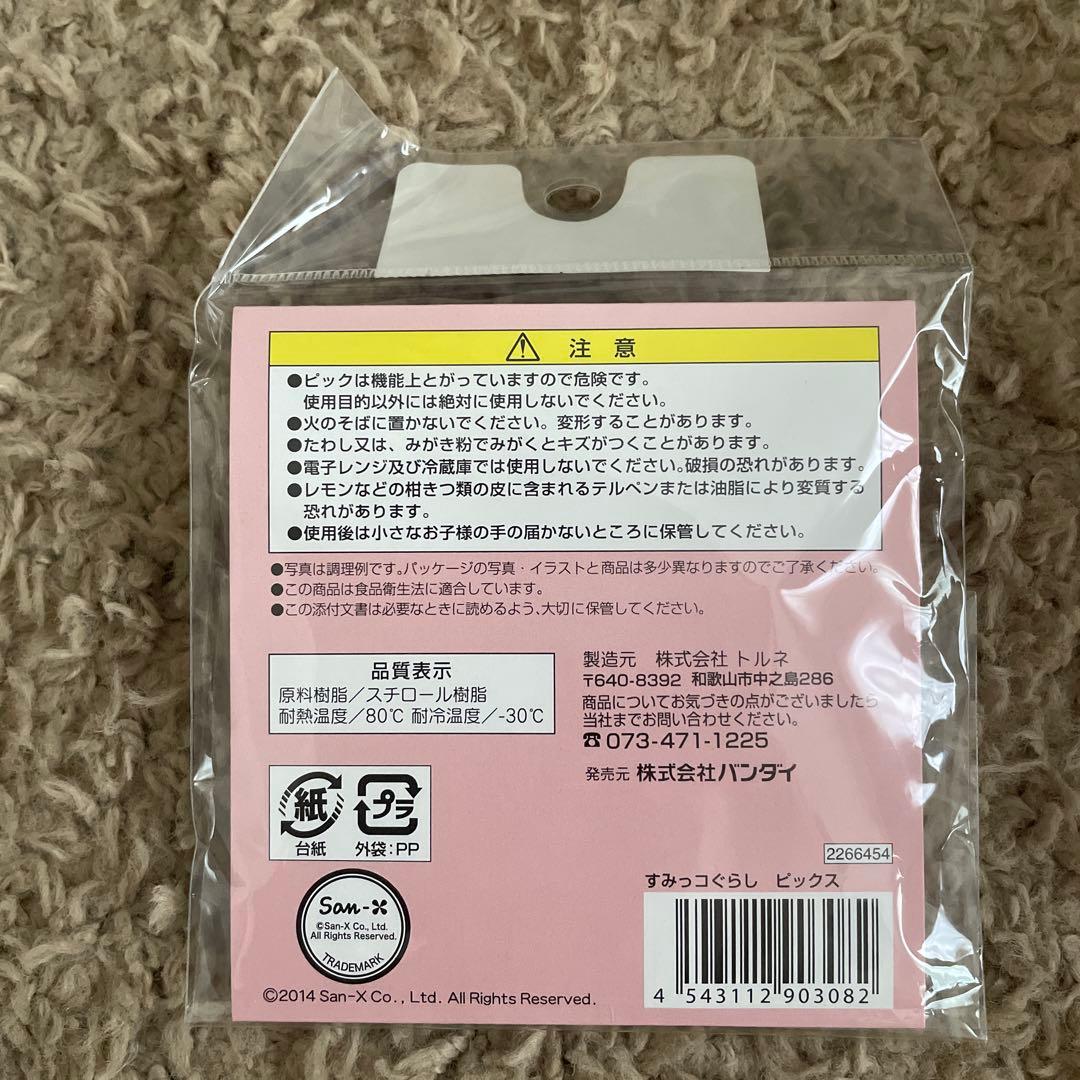 注意
●ピックは機能上とがっていますので危険です。
使用目的以外には絶対に使用しないでください。
●火のそばに置かないでください。変形することがあります。
●たわし又は、みがき粉でみがくとキズがつくことがあります。
●電子レンジ及び冷蔵庫では使用しないでください。破損の恐れがあります。
●レモンなどの柑きつ類の皮に含まれるテルペンまたは油脂により変質する
恐れがあります。
●使用後は小さなお子様の手の届かないところに保管してください。
●写真は調理例です。パッケージの写真・イラストと商品は多少異なりますのでご了承ください。
●この商品は食品衛生法に適合しています。
●この添付文書は必要なときに読めるよう、大切に保管してください。
品質表示
原料樹脂／スチロール樹脂
耐熱温度／80℃ 耐冷温度／-30℃
製造元 株式会社 トルネ
〒640-8392 和歌山市中之島286
商品についてお気づきの点がございましたら
当社までお問い合わせください。
☎073-471-1225
発売元 株式会社バンダイ
紙
台紙
プラ
外袋：PP
2266454
すみっコぐらし ピックス
4 543112 903082
San-X
©San-X Co., Ltd.
All Rights Reserved.
TRADEMARK
©2014 San-X Co., Ltd. All Rights Reserved.